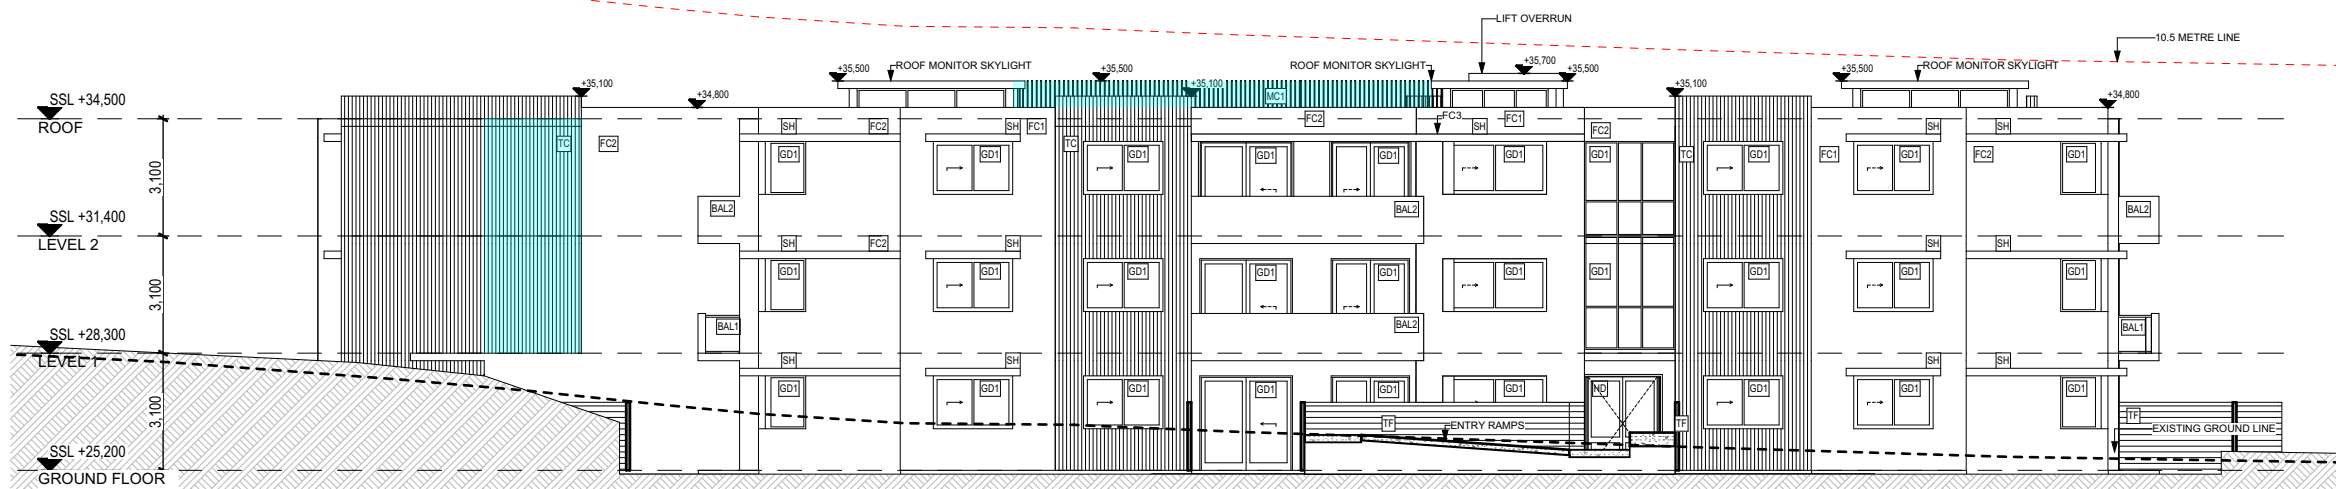 LIFT OVERRUN
10.5 METRE LINE
+35,500
ROOF MONITOR SKYLIGHT
+35,500
ROOF MONITOR SKYLIGHT
+35,700
+35,500
+35,500
ROOF MONITOR SKYLIGHT
+35,100
+34,800
+35,100
+35,100
+34,800
MC1
SSL +34,500
ROOF
SH
FC2
SH
FC1
FC2
FC3
SH
FC1
FC2
SH
SH
TC
FC2
TC
TC
FC1
FC2
GD1
GD1
GD1
GD1
GD1
GD1
GD1
GD1
GD1
GD1
3,100
BAL2
BAL2
BAL2
SSL +31,400
LEVEL 2
SH
FC2
SH
SH
SH
GD1
GD1
GD1
GD1
GD1
GD1
GD1
GD1
GD1
GD1
3,100
BAL1
BAL2
BAL1
SSL +28,300
LEVEL 1
SH
SH
SH
SH
GD1
GD1
GD1
GD1
GD1
GD1
HD
GD1
GD1
GD1
3,100
TF
ENTRY RAMPS
TF
TF
EXISTING GROUND LINE
SSL +25,200
GROUND FLOOR